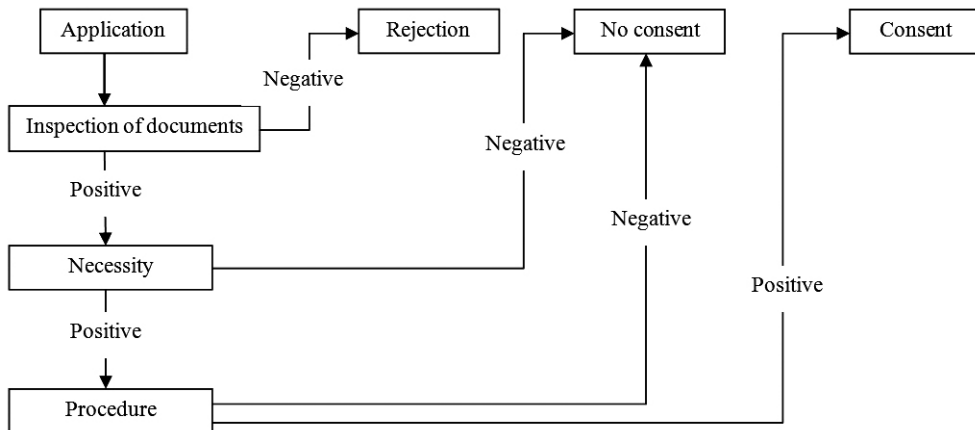 Application
Rejection
No consent
Consent
Negative
Inspection of documents
Negative
Positive
Negative
Necessity
Positive
Positive
Procedure